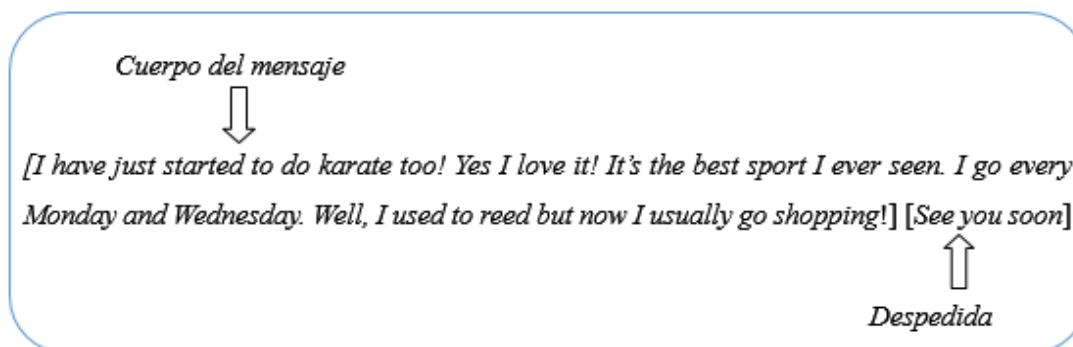 Cuerpo del mensaje
[I have just started to do karate too! Yes I love it! It's the best sport I ever seen. I go every
Monday and Wednesday. Well, I used to reed but now I usually go shopping!] [See you soon]
Despedida